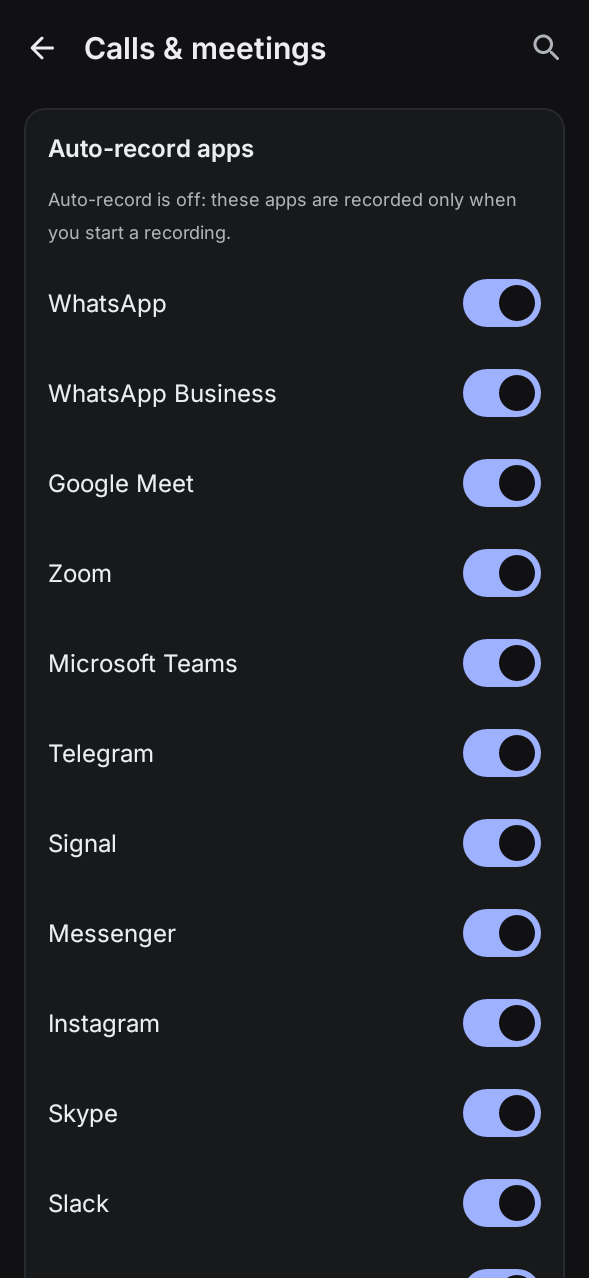 Calls & meetings
Auto-record apps
Auto-record is off: these apps are recorded only when
you start a recording.
WhatsApp
WhatsApp Business
Google Meet
Zoom
Microsoft Teams
Telegram
Signal
Messenger
Instagram
Skype
Slack